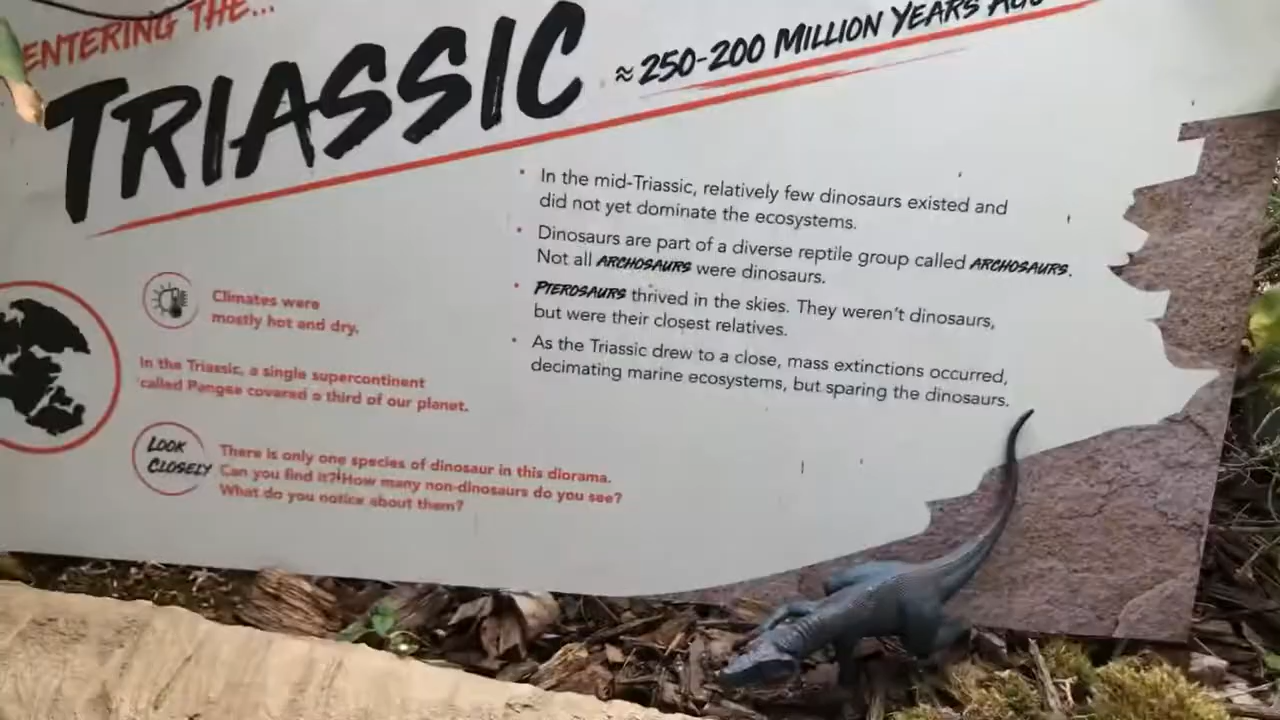 ENTERING THE...
TRIASSIC
≈250-200 MILLION YEARS AGO
• In the mid-Triassic, relatively few dinosaurs existed and
did not yet dominate the ecosystems.
• Dinosaurs are part of a diverse reptile group called ARCHOSAURS.
Not all ARCHOSAURS were dinosaurs.
• PTEROSAURS thrived in the skies. They weren't dinosaurs,
but were their closest relatives.
• As the Triassic drew to a close, mass extinctions occurred,
decimating marine ecosystems, but sparing the dinosaurs.
Climates were
mostly hot and dry.
In the Triassic, a single supercontinent
called Pangea covered a third of our planet.
LOOK
CLOSELY
There is only one species of dinosaur in this diorama.
Can you find it? How many non-dinosaurs do you see?
What do you notice about them?